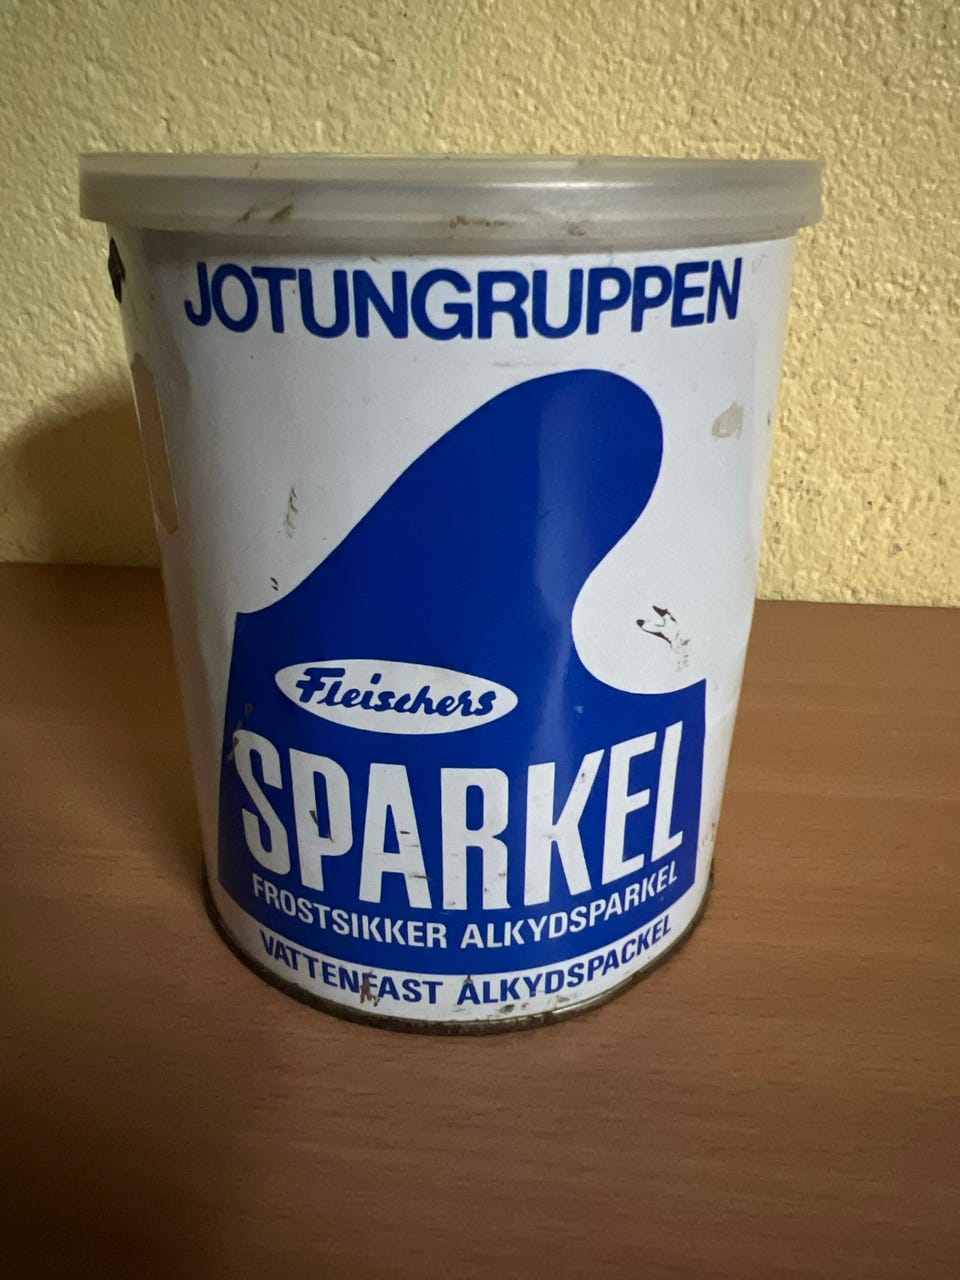 JOTUNGRUPPEN
Fleischers
SPARKEL
FROSTSIKKER ALKYDSPARKEL
VATTENFAST ALKYDSPACKEL